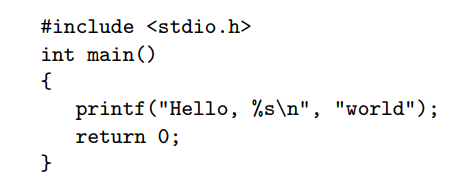 #include <stdio.h>
int main()
{
   printf("Hello, %s\n", "world");
   return 0;
}